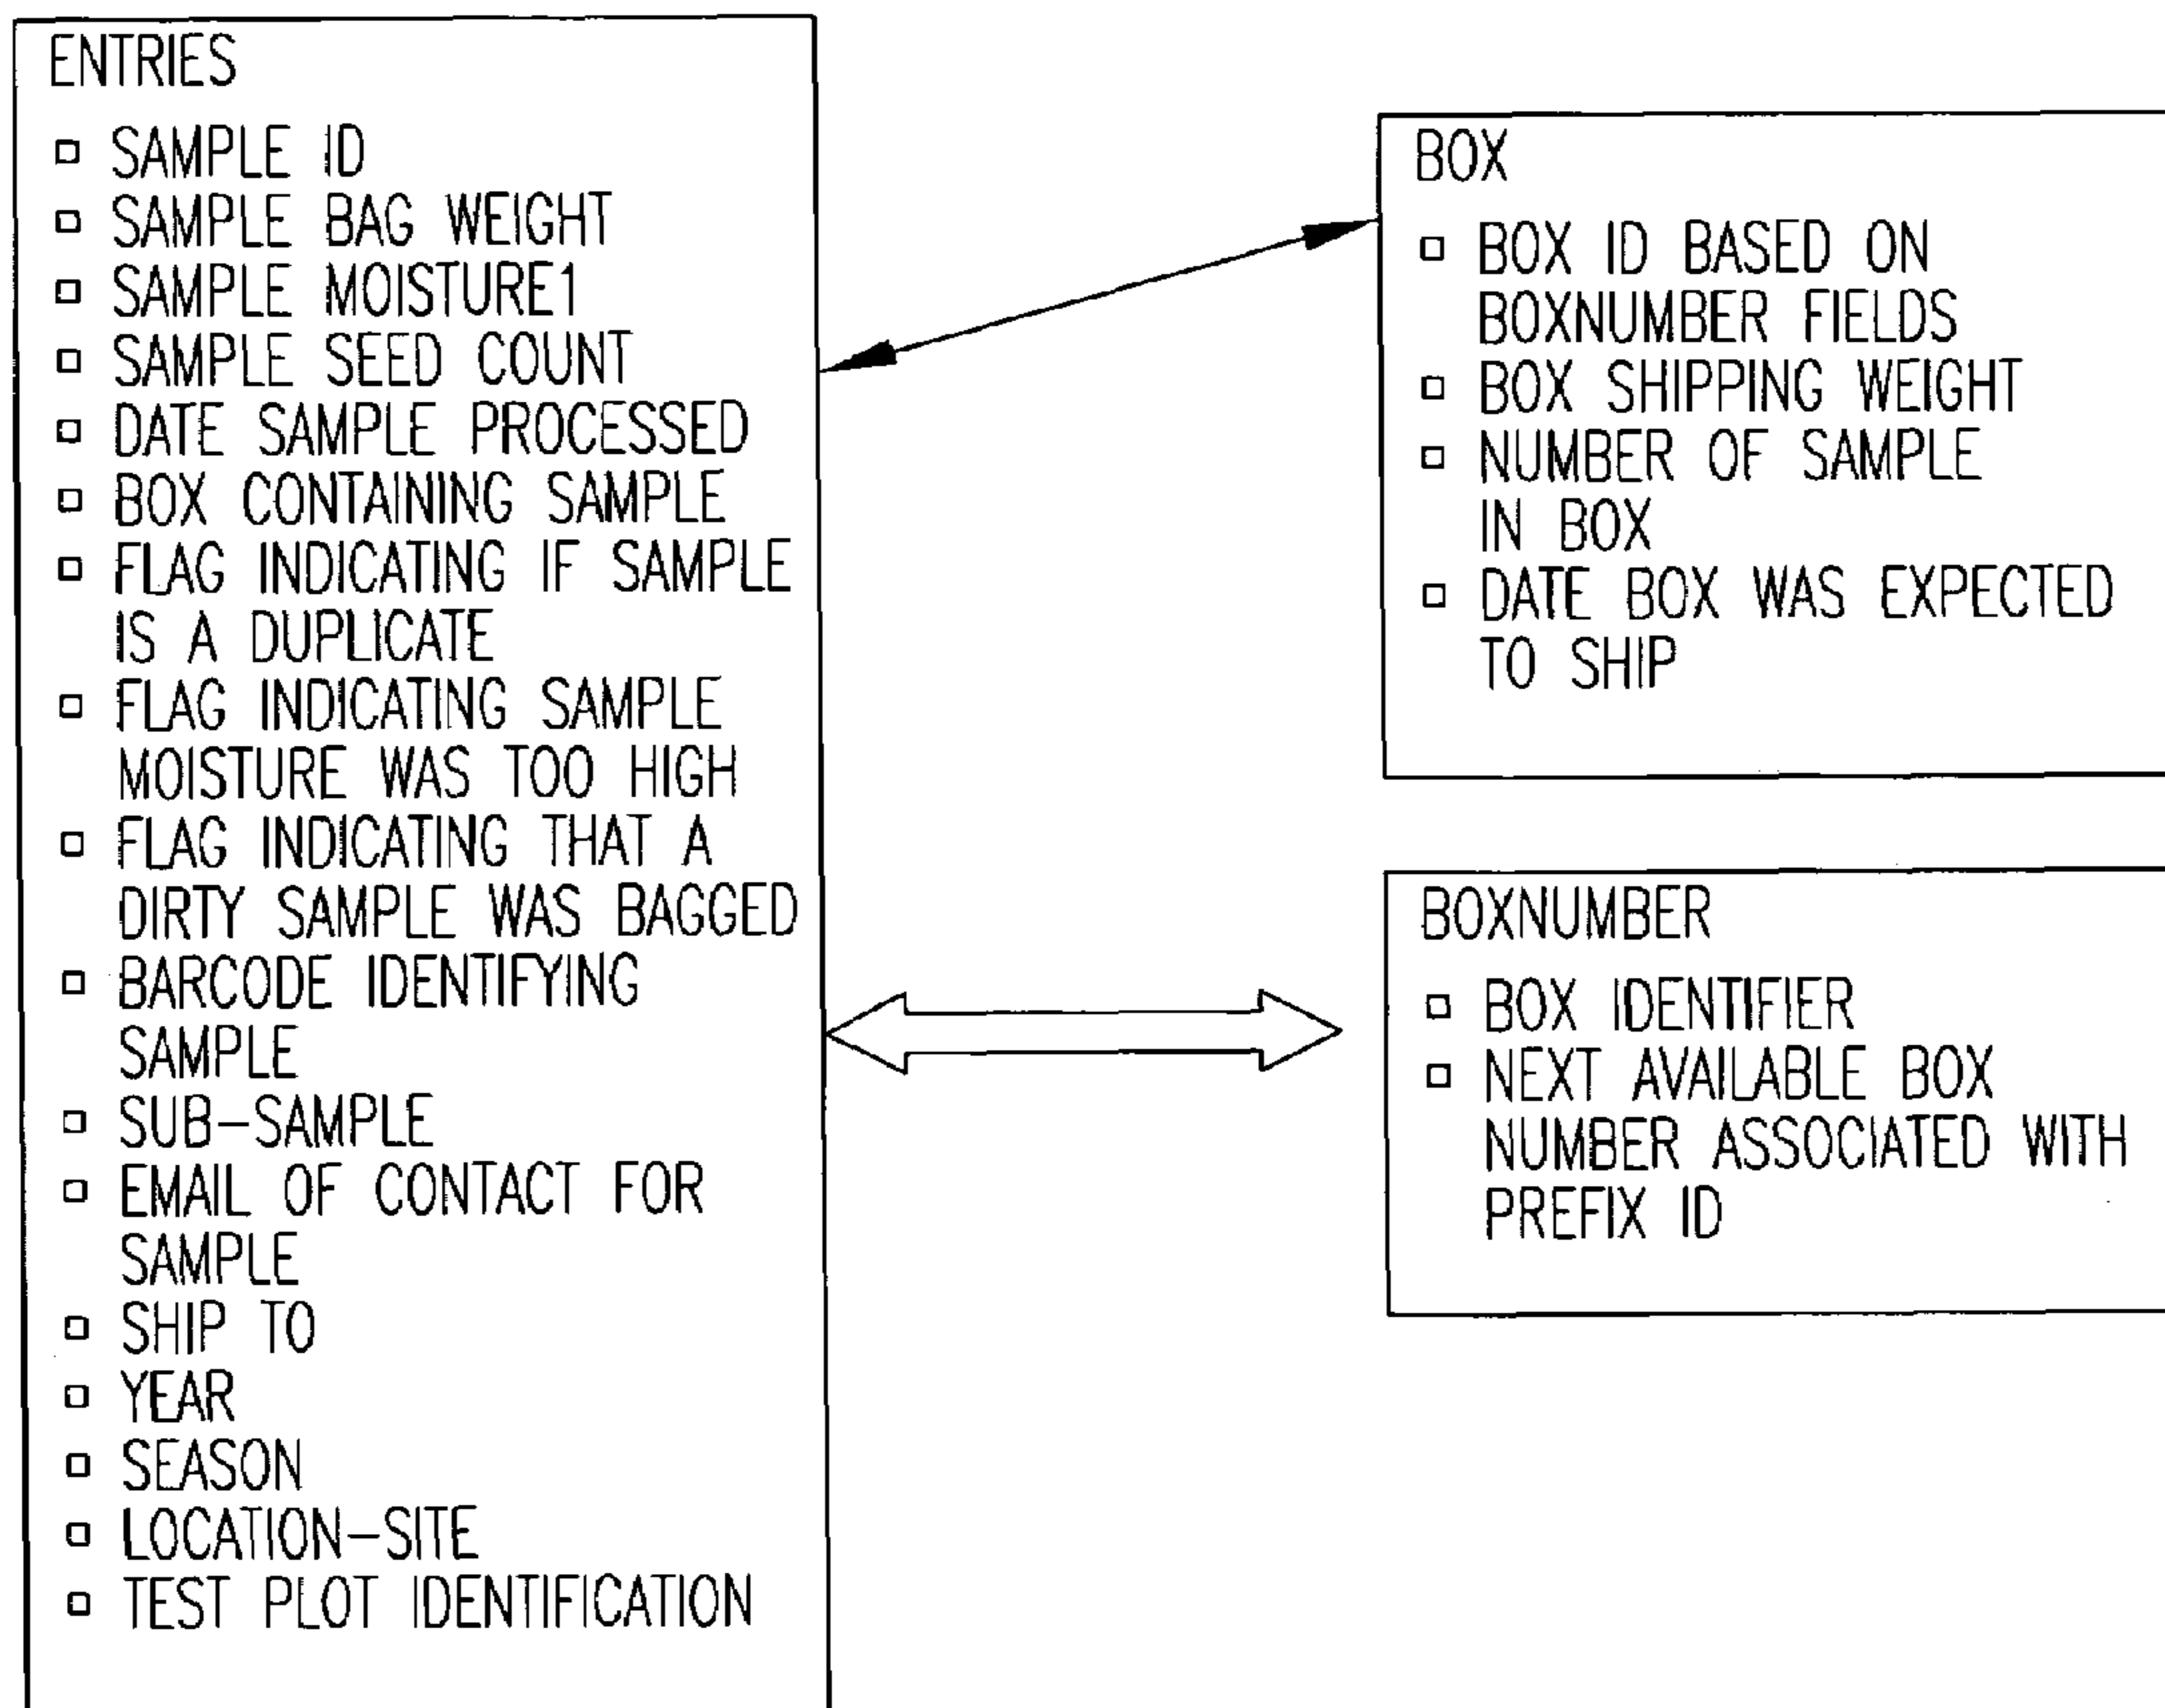 ENTRIES
SAMPLE ID
SAMPLE BAG WEIGHT
SAMPLE MOISTURE1
SAMPLE SEED COUNT
DATE SAMPLE PROCESSED
BOX CONTAINING SAMPLE
FLAG INDICATING IF SAMPLE
IS A DUPLICATE
FLAG INDICATING SAMPLE
MOISTURE WAS TOO HIGH
FLAG INDICATING THAT A
DIRTY SAMPLE WAS BAGGED
BARCODE IDENTIFYING
SAMPLE
SUB-SAMPLE
EMAIL OF CONTACT FOR
SAMPLE
SHIP TO
YEAR
SEASON
LOCATION-SITE
TEST PLOT IDENTIFICATION
BOX
BOX ID BASED ON
BOXNUMBER FIELDS
BOX SHIPPING WEIGHT
NUMBER OF SAMPLE
IN BOX
DATE BOX WAS EXPECTED
TO SHIP
BOXNUMBER
BOX IDENTIFIER
NEXT AVAILABLE BOX
NUMBER ASSOCIATED WITH
PREFIX ID